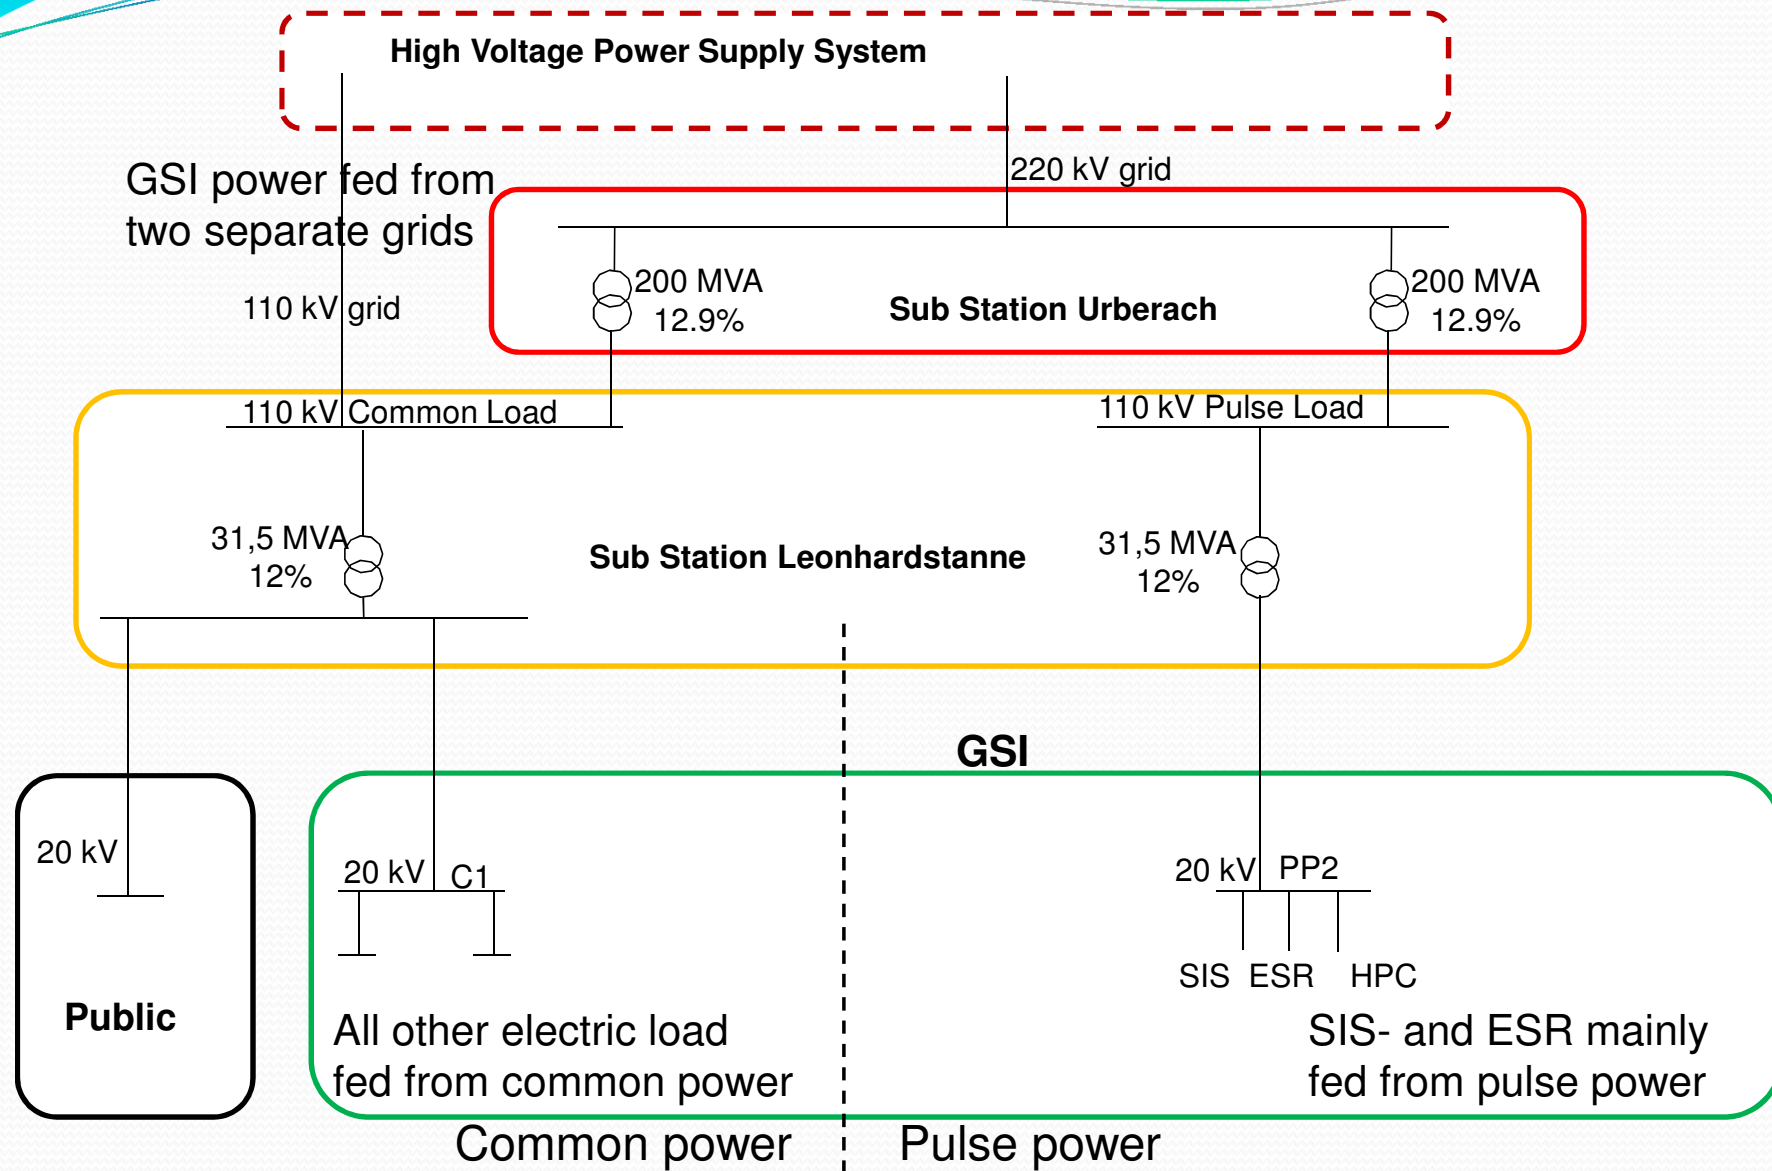 High Voltage Power Supply System
GSI power fed from
two separate grids
220 kV grid
110 kV grid
200 MVA
12.9%
Sub Station Urberach
200 MVA
12.9%
110 kV Common Load
110 kV Pulse Load
31,5 MVA
12%
Sub Station Leonhardstanne
31,5 MVA
12%
GSI
20 kV
20 kV C1
20 kV PP2
SIS ESR HPC
Public
All other electric load
fed from common power
SIS- and ESR mainly
fed from pulse power
Common power
Pulse power